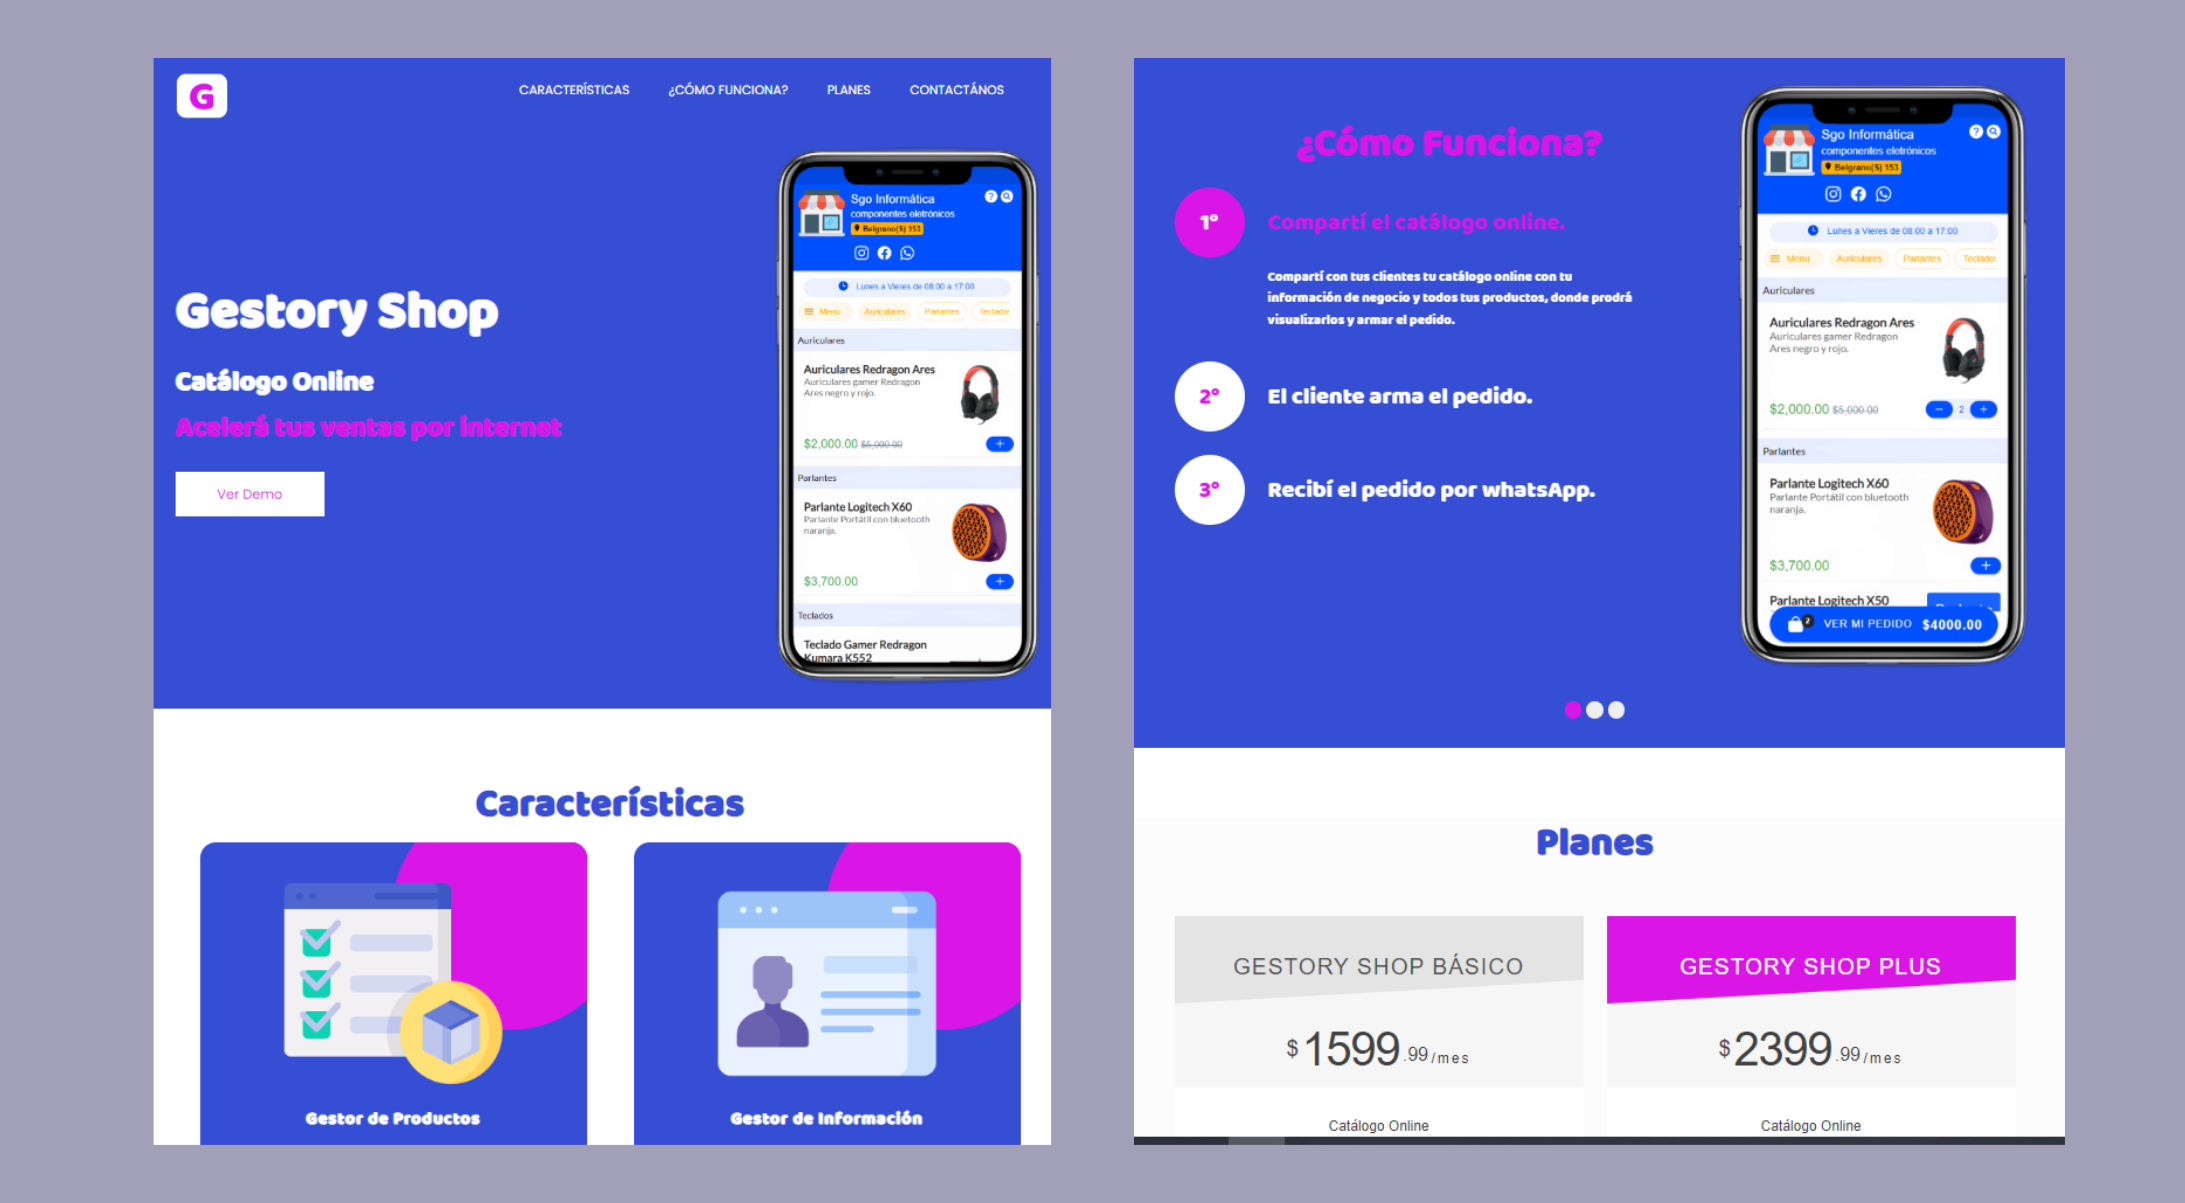 G
CARACTERÍSTICAS ¿CÓMO FUNCIONA? PLANES CONTACTÁNOS
Gestory Shop
Catálogo Online
Acelerá tus ventas por internet
Ver Demo
Sgo Informática
componentes eletrónicos
Belgrano(S) 153
Lunes a Vieres de 08:00 a 17:00
Menu Auriculares Parlantes Teclados
Auriculares
Auriculares Redragon Ares
Auriculares gamer Redragon
Ares negro y rojo.
$2,000.00 $5,000.00
+
Parlantes
Parlante Logitech X60
Parlante Portátil con bluetooth
naranja.
$3,700.00
+
Teclados
Teclado Gamer Redragon
Kumara K552
Características
Gestor de Productos
Gestor de Información
¿Cómo Funciona?
1°
Compartí el catálogo online.
Compartí con tus clientes tu catálogo online con tu
información de negocio y todos tus productos, donde prodrá
visualizarlos y armar el pedido.
2°
El cliente arma el pedido.
3°
Recibí el pedido por whatsApp.
Sgo Informática
componentes eletrónicos
Belgrano(S) 153
Lunes a Vieres de 08:00 a 17:00
Menu Auriculares Parlantes Teclados
Auriculares
Auriculares Redragon Ares
Auriculares gamer Redragon
Ares negro y rojo.
$2,000.00 $5,000.00
− 2 +
Parlantes
Parlante Logitech X60
Parlante Portátil con bluetooth
naranja.
$3,700.00
+
Parlante Logitech X50
2 VER MI PEDIDO $4000.00
Planes
GESTORY SHOP BÁSICO
$1599.99/mes
Catálogo Online
GESTORY SHOP PLUS
$2399.99/mes
Catálogo Online